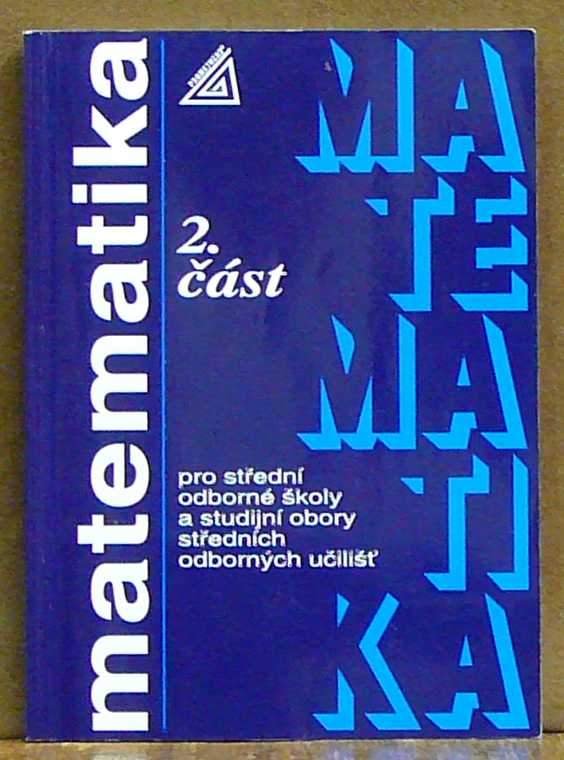 matematika
2.
část
pro střední
odborné školy
a studijní obory
středních
odborných učilišť
MA
TE
MA
TI
KA